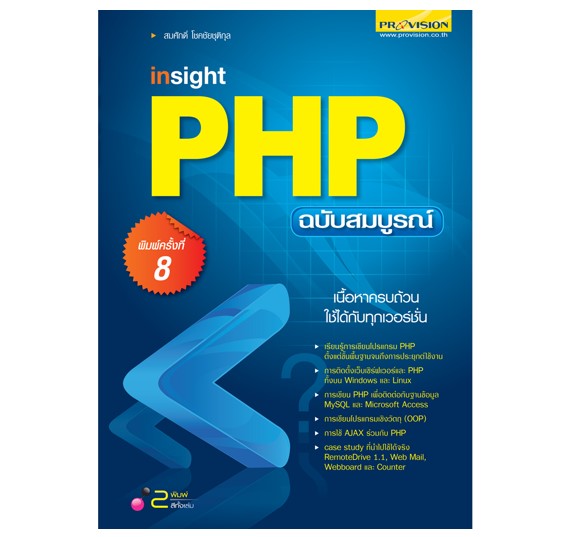 สมศักดิ์ โชคชัยชุติกุล
PROVISION
www.provision.co.th
insight
PHP
ฉบับสมบูรณ์
พิมพ์ครั้งที่
8
เนื้อหาครบถ้วน
ใช้ได้กับทุกเวอร์ชั่น
เรียนรู้การเขียนโปรแกรม PHP
ตั้งแต่ขั้นพื้นฐานจนถึงการประยุกต์ใช้งาน
การติดตั้งเว็บเซิร์ฟเวอร์และ PHP
ทั้งบน Windows และ Linux
การเขียน PHP เพื่อติดต่อกับฐานข้อมูล
MySQL และ Microsoft Access
การเขียนโปรแกรมเชิงวัตถุ (OOP)
การใช้ AJAX ร่วมกับ PHP
case study ที่นำไปใช้ได้จริง
RemoteDrive 1.1, Web Mail,
Webboard และ Counter
<?
2 พิมพ์
สีทั้งเล่ม